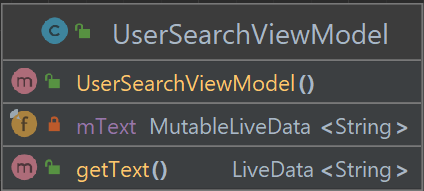 C UserSearchViewModel
m UserSearchViewModel()
f mText MutableLiveData <String>
m getText() LiveData <String>